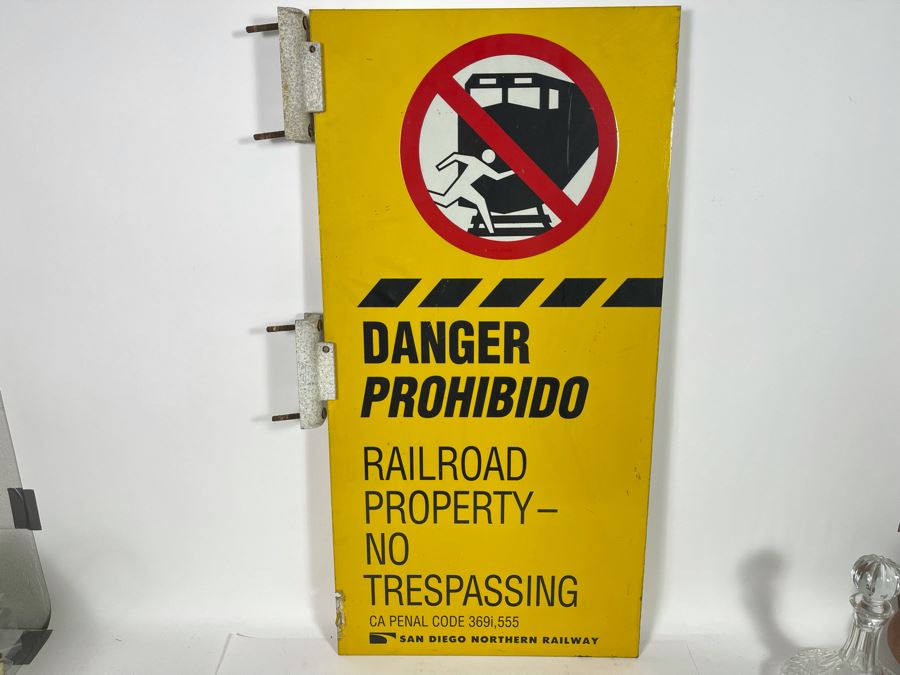 DANGER
PROHIBIDO
RAILROAD
PROPERTY–
NO
TRESPASSING
CA PENAL CODE 369i,555
SAN DIEGO NORTHERN RAILWAY